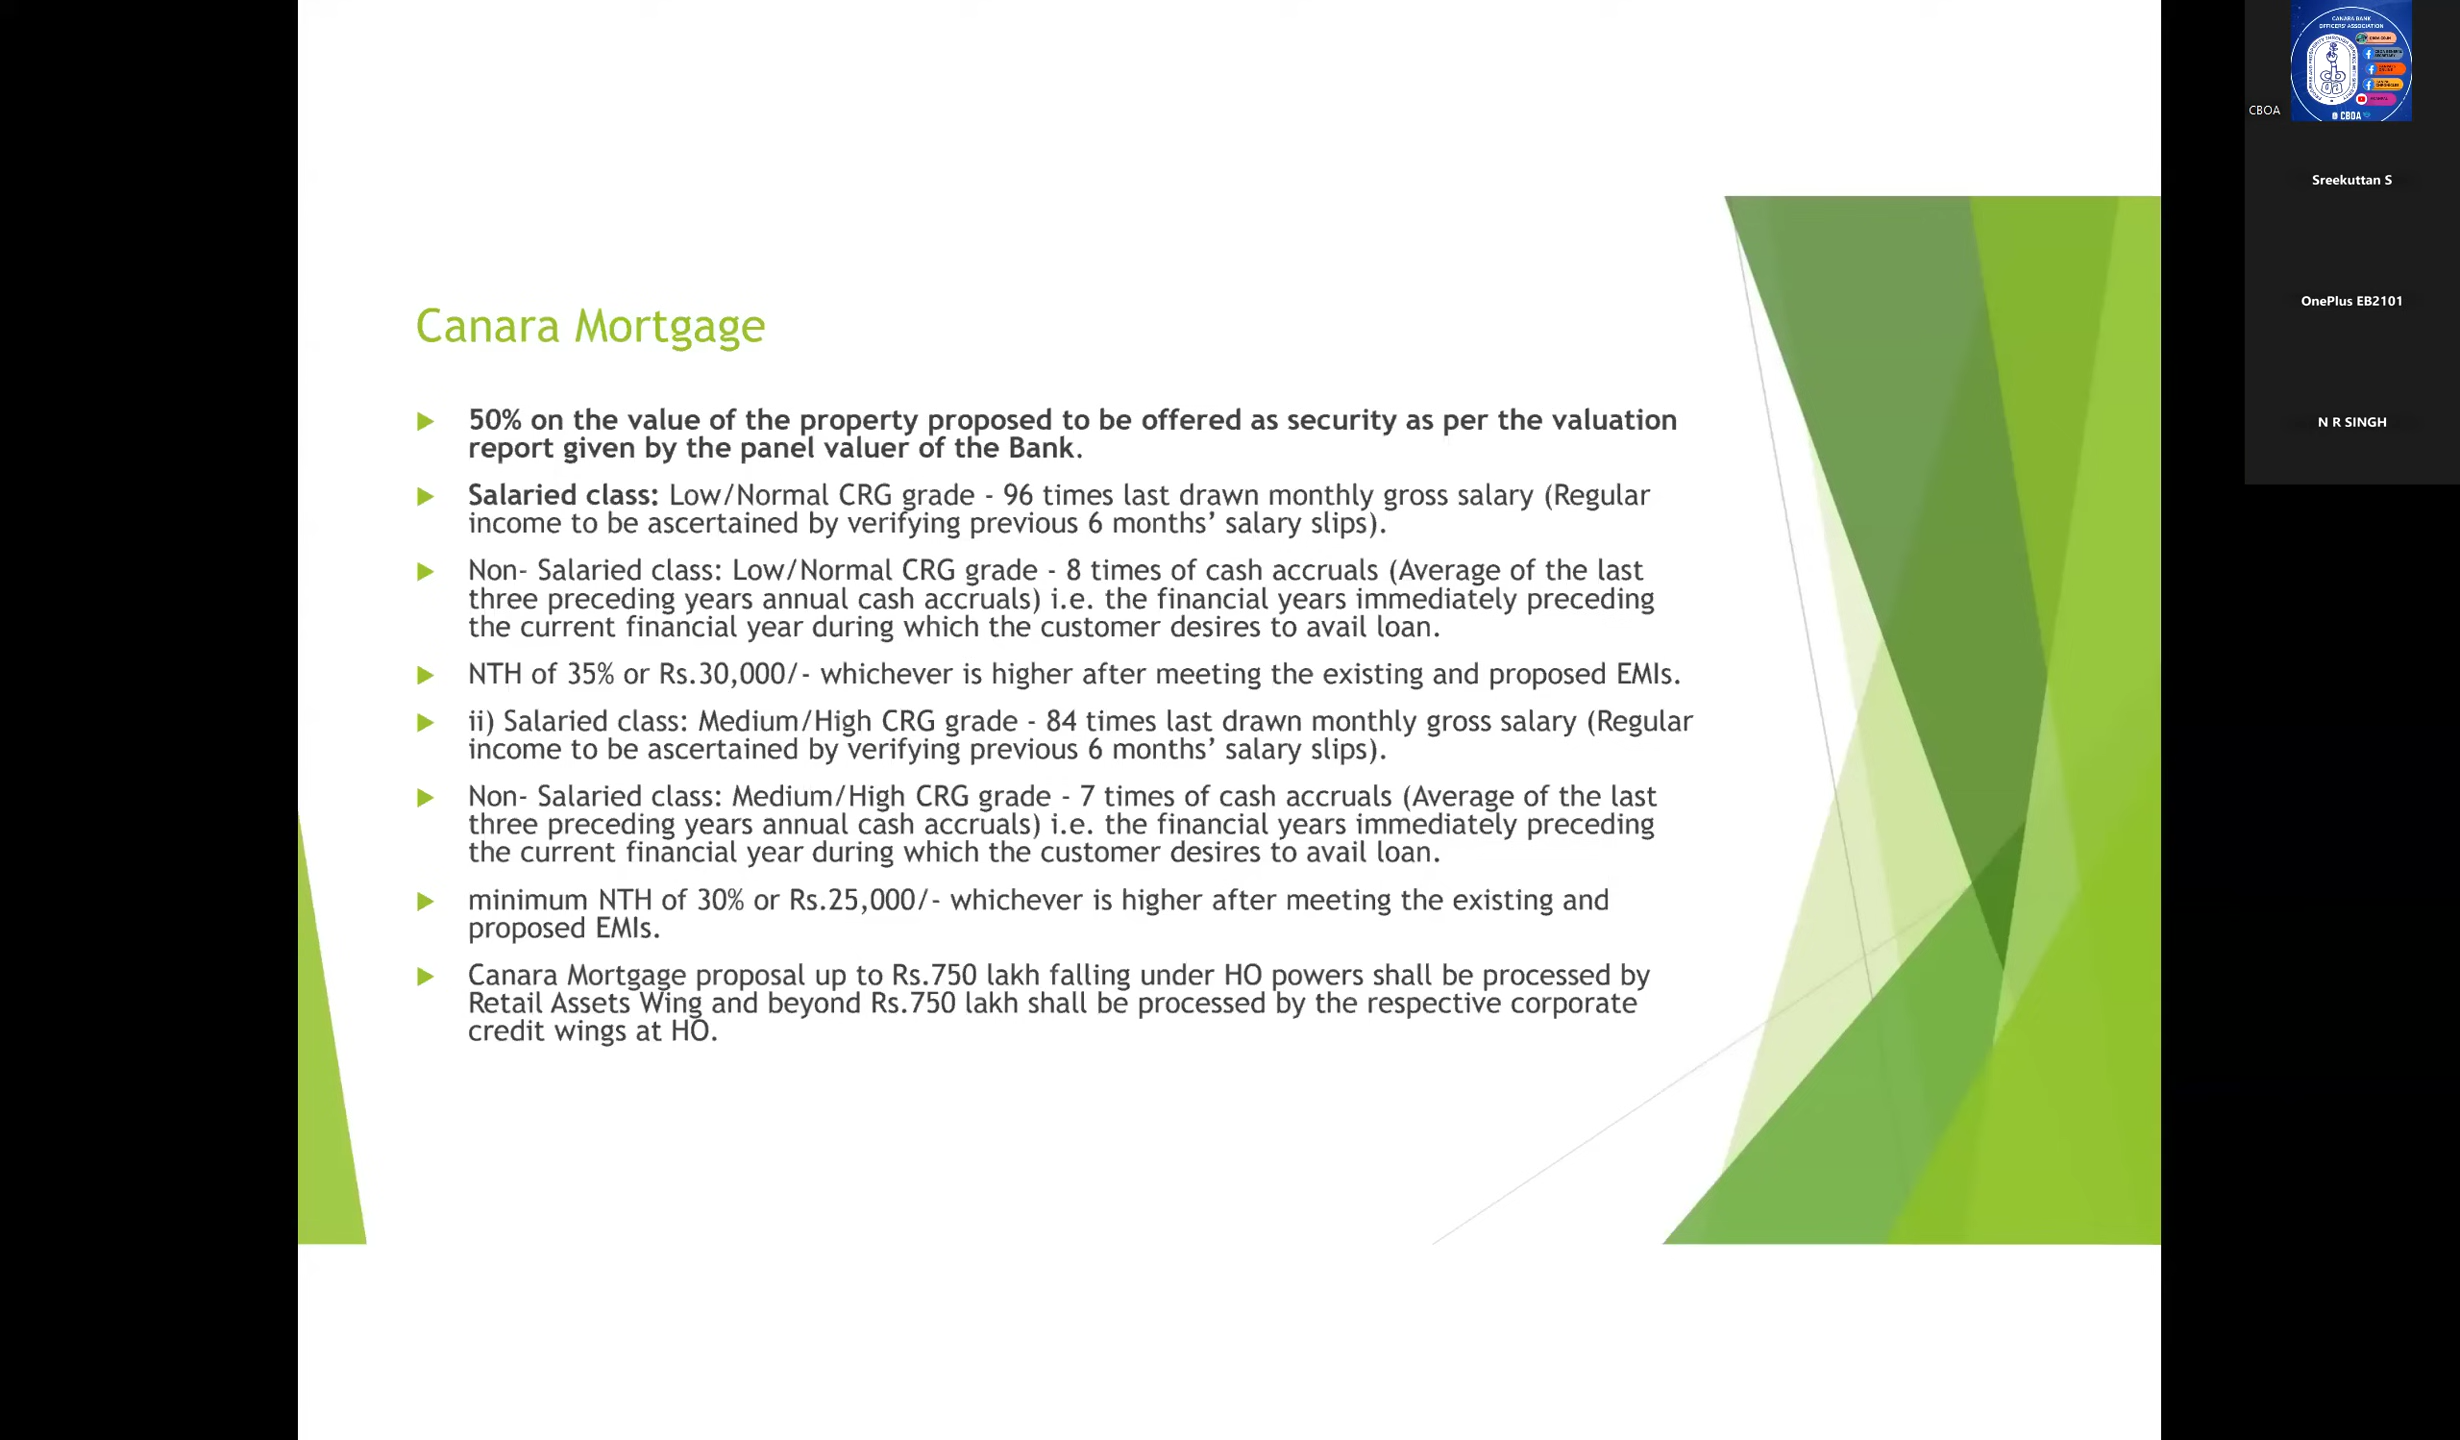 Canara Mortgage
50% on the value of the property proposed to be offered as security as per the valuation
report given by the panel valuer of the Bank.
Salaried class: Low/Normal CRG grade - 96 times last drawn monthly gross salary (Regular
income to be ascertained by verifying previous 6 months’ salary slips).
Non- Salaried class: Low/Normal CRG grade - 8 times of cash accruals (Average of the last
three preceding years annual cash accruals) i.e. the financial years immediately preceding
the current financial year during which the customer desires to avail loan.
NTH of 35% or Rs.30,000/- whichever is higher after meeting the existing and proposed EMIs.
ii) Salaried class: Medium/High CRG grade - 84 times last drawn monthly gross salary (Regular
income to be ascertained by verifying previous 6 months’ salary slips).
Non- Salaried class: Medium/High CRG grade - 7 times of cash accruals (Average of the last
three preceding years annual cash accruals) i.e. the financial years immediately preceding
the current financial year during which the customer desires to avail loan.
minimum NTH of 30% or Rs.25,000/- whichever is higher after meeting the existing and
proposed EMIs.
Canara Mortgage proposal up to Rs.750 lakh falling under HO powers shall be processed by
Retail Assets Wing and beyond Rs.750 lakh shall be processed by the respective corporate
credit wings at HO.
CANARA BANK
OFFICERS' ASSOCIATION
@ CBOA
CBOA
Sreekuttan S
OnePlus EB2101
N R SINGH